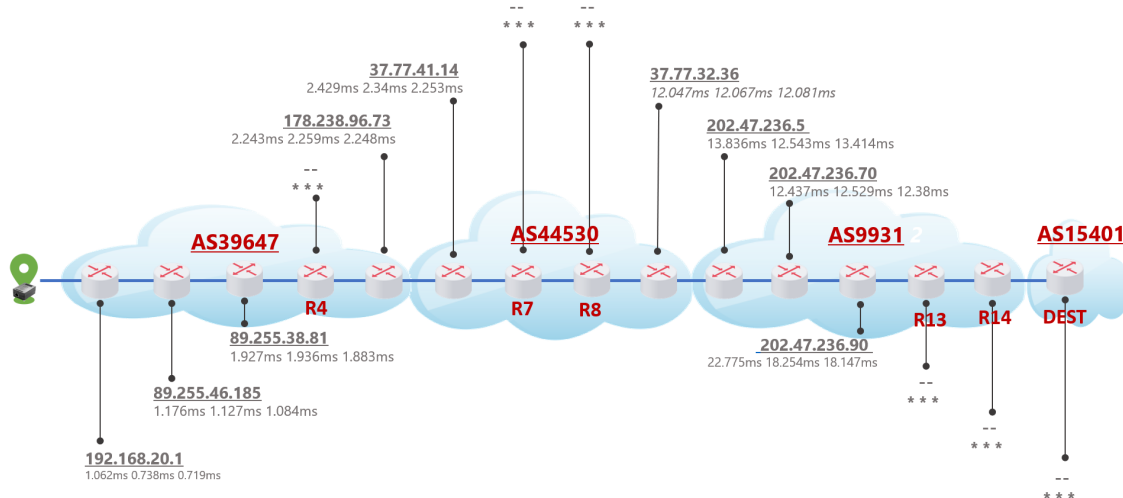 --
* * *
--
* * *
37.77.41.14
2.429ms 2.34ms 2.253ms
37.77.32.36
12.047ms 12.067ms 12.081ms
178.238.96.73
2.243ms 2.259ms 2.248ms
202.47.236.5
13.836ms 12.543ms 13.414ms
--
* * *
202.47.236.70
12.437ms 12.529ms 12.38ms
AS39647
AS44530
AS9931 2
AS15401
R4
R7
R8
R13
R14
DEST
89.255.38.81
1.927ms 1.936ms 1.883ms
202.47.236.90
22.775ms 18.254ms 18.147ms
89.255.46.185
1.176ms 1.127ms 1.084ms
--
* * *
--
* * *
192.168.20.1
1.062ms 0.738ms 0.719ms
--
* * *